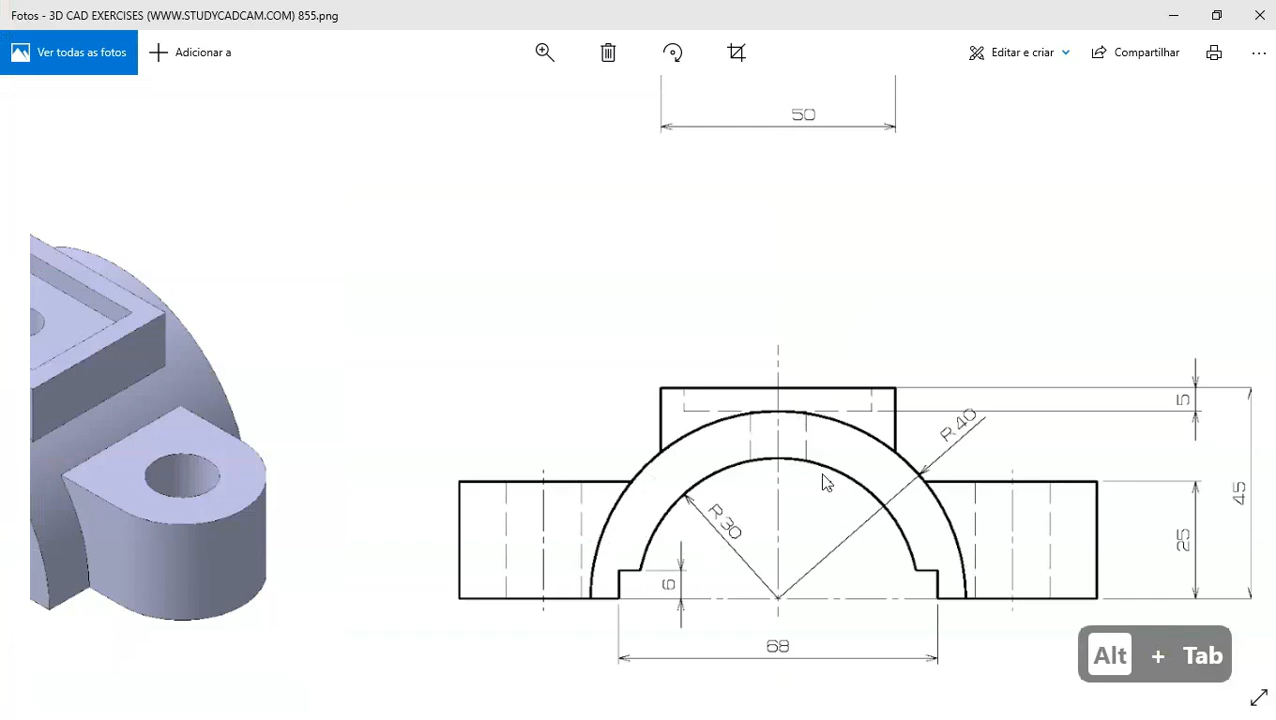 Fotos - 3D CAD EXERCISES (WWW.STUDYCADCAM.COM) 855.png
Ver todas as fotos
Adicionar a
Editar e criar
Compartilhar
50
5
R 40
45
R 30
25
6
68
Alt + Tab